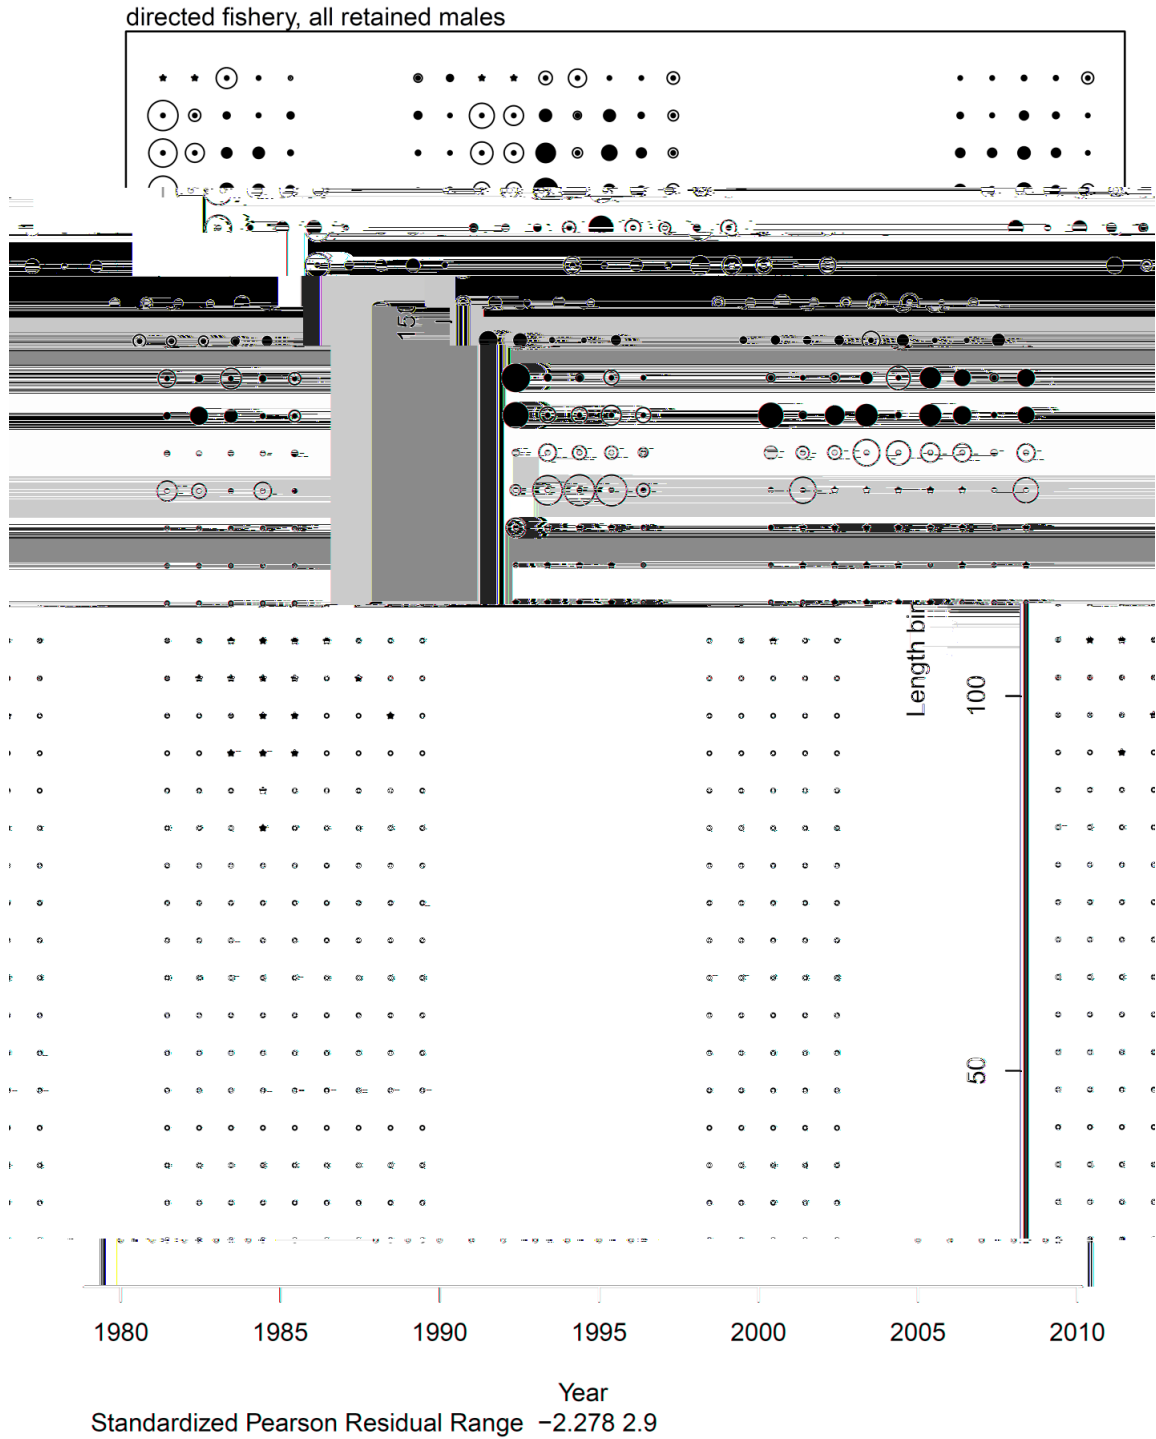 directed fishery, all retained males
150
Length bin
100
50
1980 1985 1990 1995 2000 2005 2010
Year
Standardized Pearson Residual Range −2.278 2.9